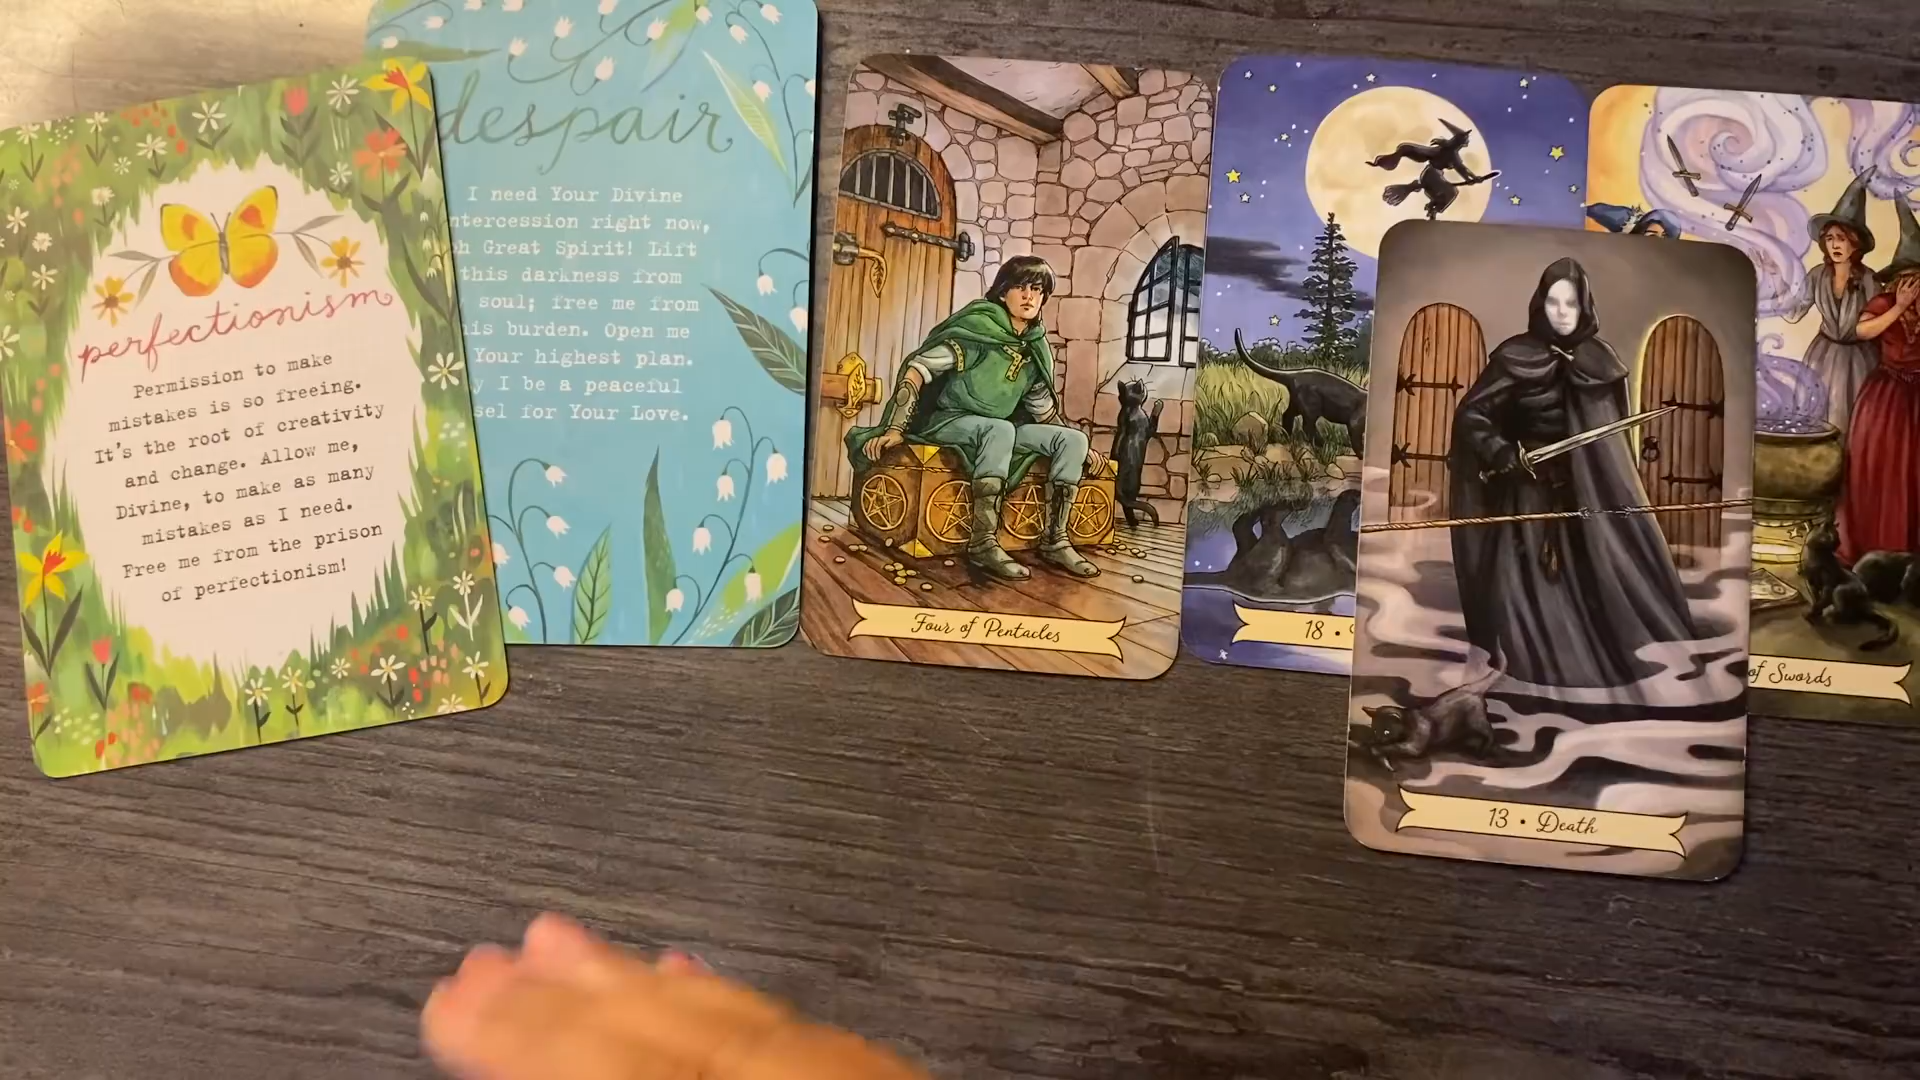 perfectionism
Permission to make
mistakes is so freeing.
It's the root of creativity
and change. Allow me,
Divine, to make as many
mistakes as I need.
Free me from the prison
of perfectionism!
despair
I need Your Divine
ntercession right now,
oh Great Spirit! Lift
this darkness from
soul; free me from
his burden. Open me
Your highest plan.
y I be a peaceful
sel for Your Love.
Four of Pentacles
18 •
13 • Death
of Swords